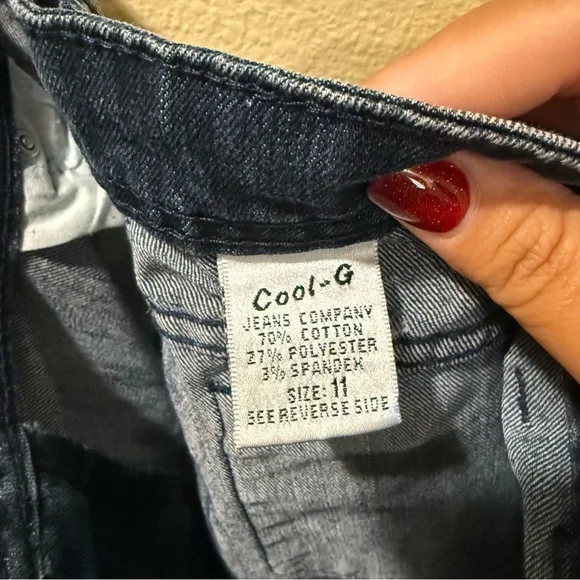 Cool-G
JEANS COMPANY
70% COTTON
27% POLYESTER
3% SPANDEX
SIZE: 11
SEE REVERSE SIDE